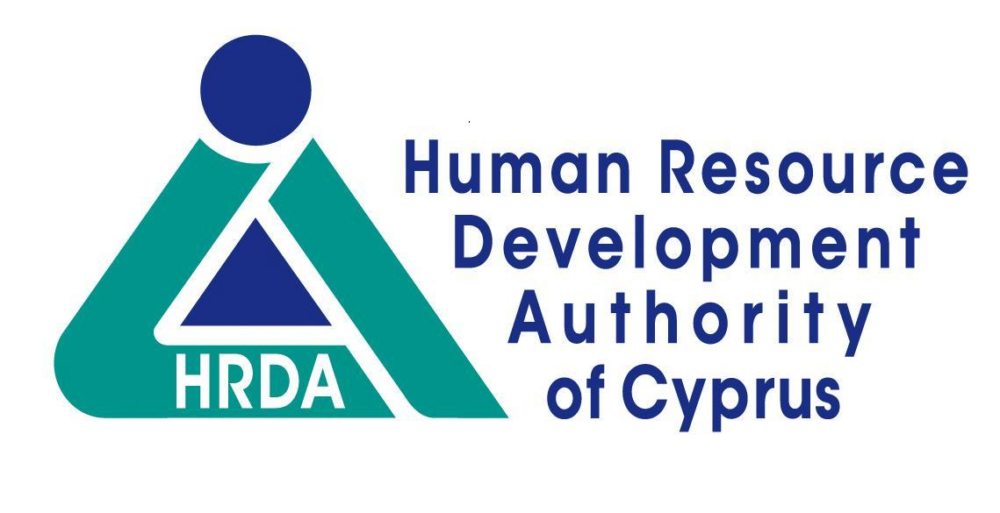 HRDA
Human Resource
Development
Authority
of Cyprus